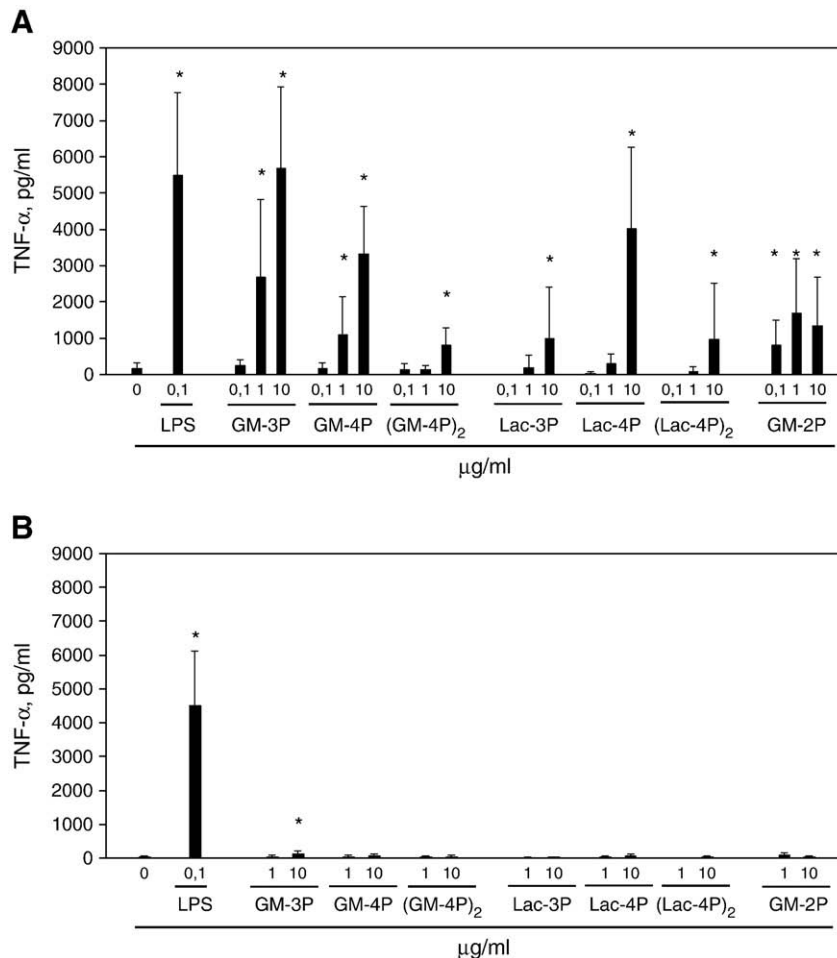 A
9000
8000
7000
6000
5000
4000
3000
2000
1000
0
TNF-α, pg/ml
* * * * * * * * * * * *
0 0,1 0,1 1 10 0,1 1 10 0,1 1 10 0,1 1 10 0,1 1 10 0,1 1 10 0,1 1 10
LPS GM-3P GM-4P (GM-4P)₂ Lac-3P Lac-4P (Lac-4P)₂ GM-2P
μg/ml
B
9000
8000
7000
6000
5000
4000
3000
2000
1000
0
TNF-α, pg/ml
* *
0 0,1 1 10 1 10 1 10 1 10 1 10 1 10 1 10
LPS GM-3P GM-4P (GM-4P)₂ Lac-3P Lac-4P (Lac-4P)₂ GM-2P
μg/ml